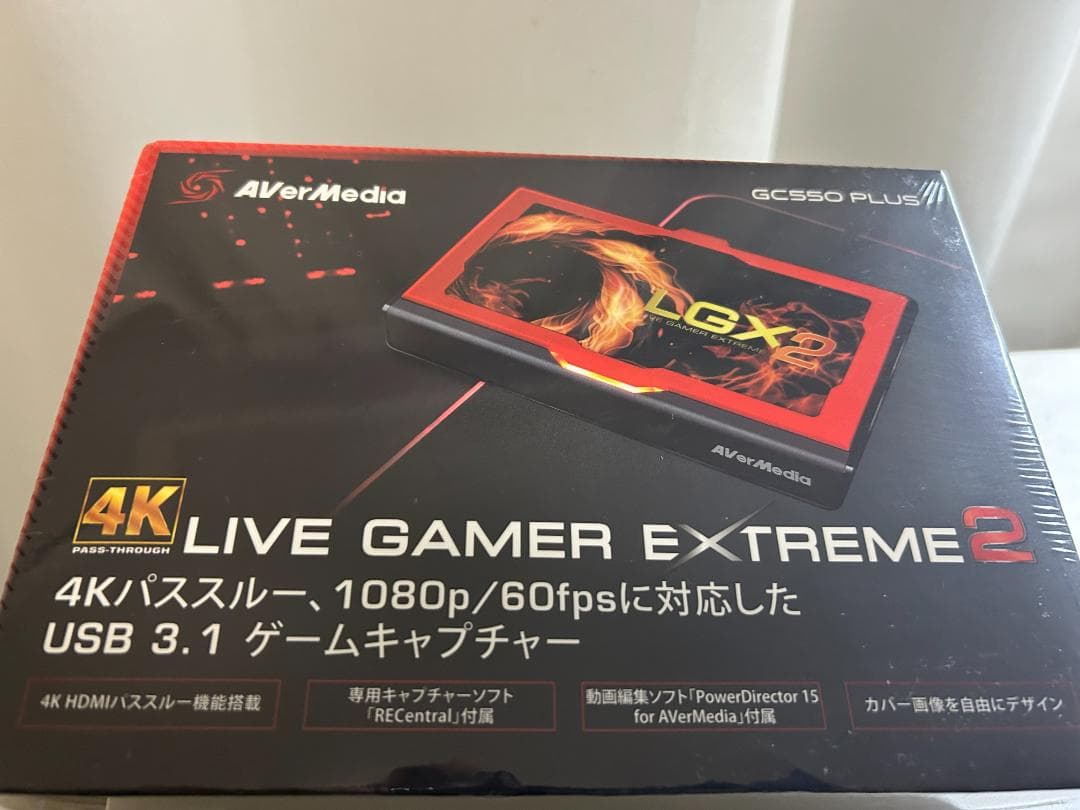 AVerMedia
GC550 PLUS
LGX2
LIVE GAMER EXTREME
AVerMedia
4K
PASS-THROUGH
LIVE GAMER EXTREME2
4Kパススルー、1080p/60fpsに対応した
USB 3.1 ゲームキャプチャー
4K HDMIパススルー機能搭載
専用キャプチャーソフト
「RECentral」付属
動画編集ソフト「PowerDirector 15
for AVerMedia」付属
カバー画像を自由にデザイン